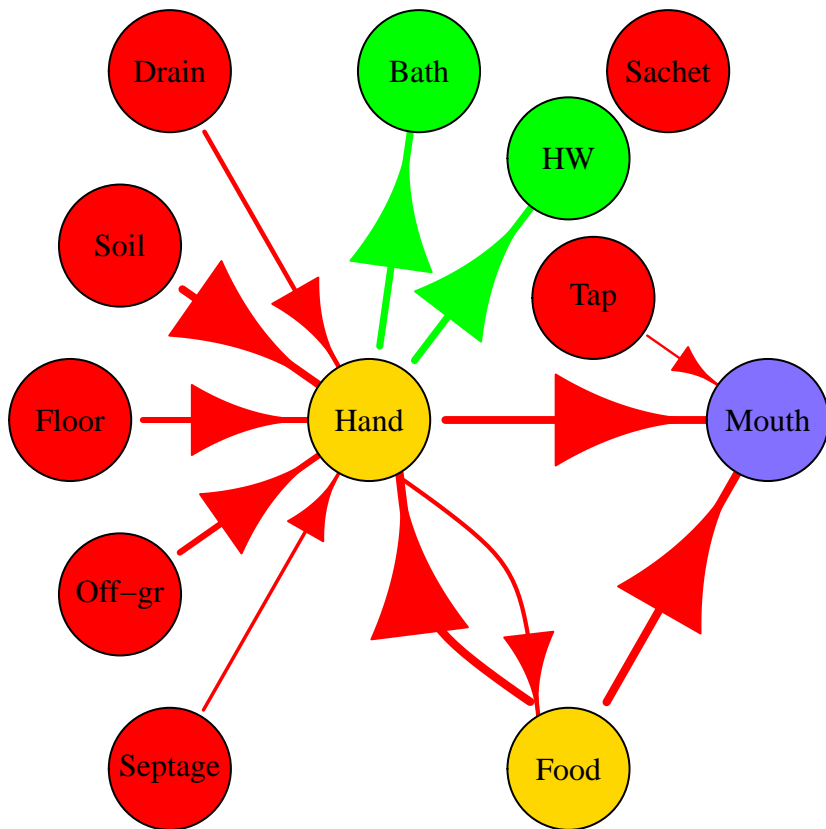 Drain
Bath
Sachet
HW
Soil
Tap
Floor
Hand
Mouth
Off−gr
Septage
Food